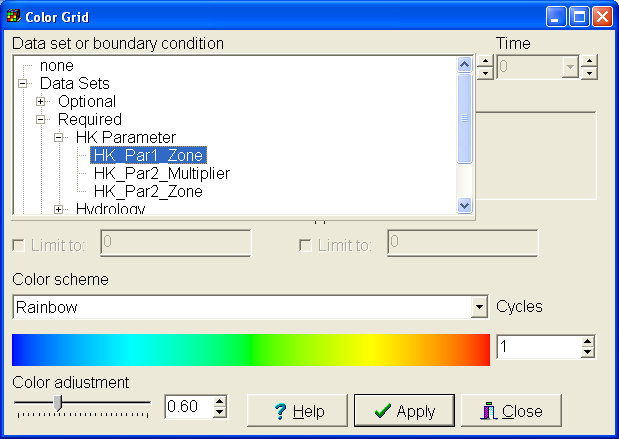 Color Grid
Data set or boundary condition
Time
none
0
Data Sets
Optional
Required
HK Parameter
HK_Par1_Zone
HK_Par2_Multiplier
HK_Par2_Zone
Hydrology
Limit to: 0
Limit to: 0
Color scheme
Rainbow
Cycles
1
Color adjustment
0.60
Help
Apply
Close